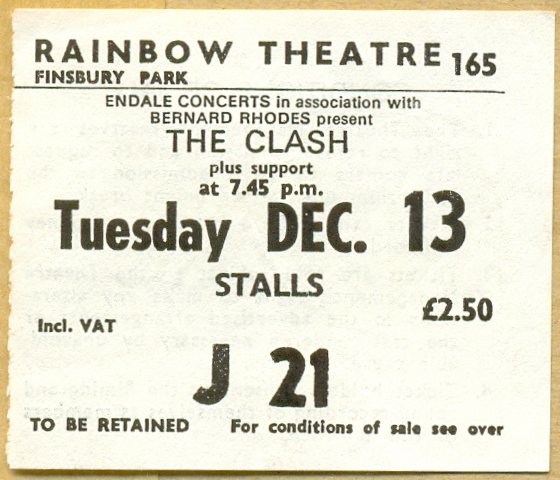 RAINBOW THEATRE 165
FINSBURY PARK
ENDALE CONCERTS in association with
BERNARD RHODES present
THE CLASH
plus support
at 7.45 p.m.
Tuesday DEC. 13
STALLS
£2.50
Incl. VAT
J 21
TO BE RETAINED For conditions of sale see over